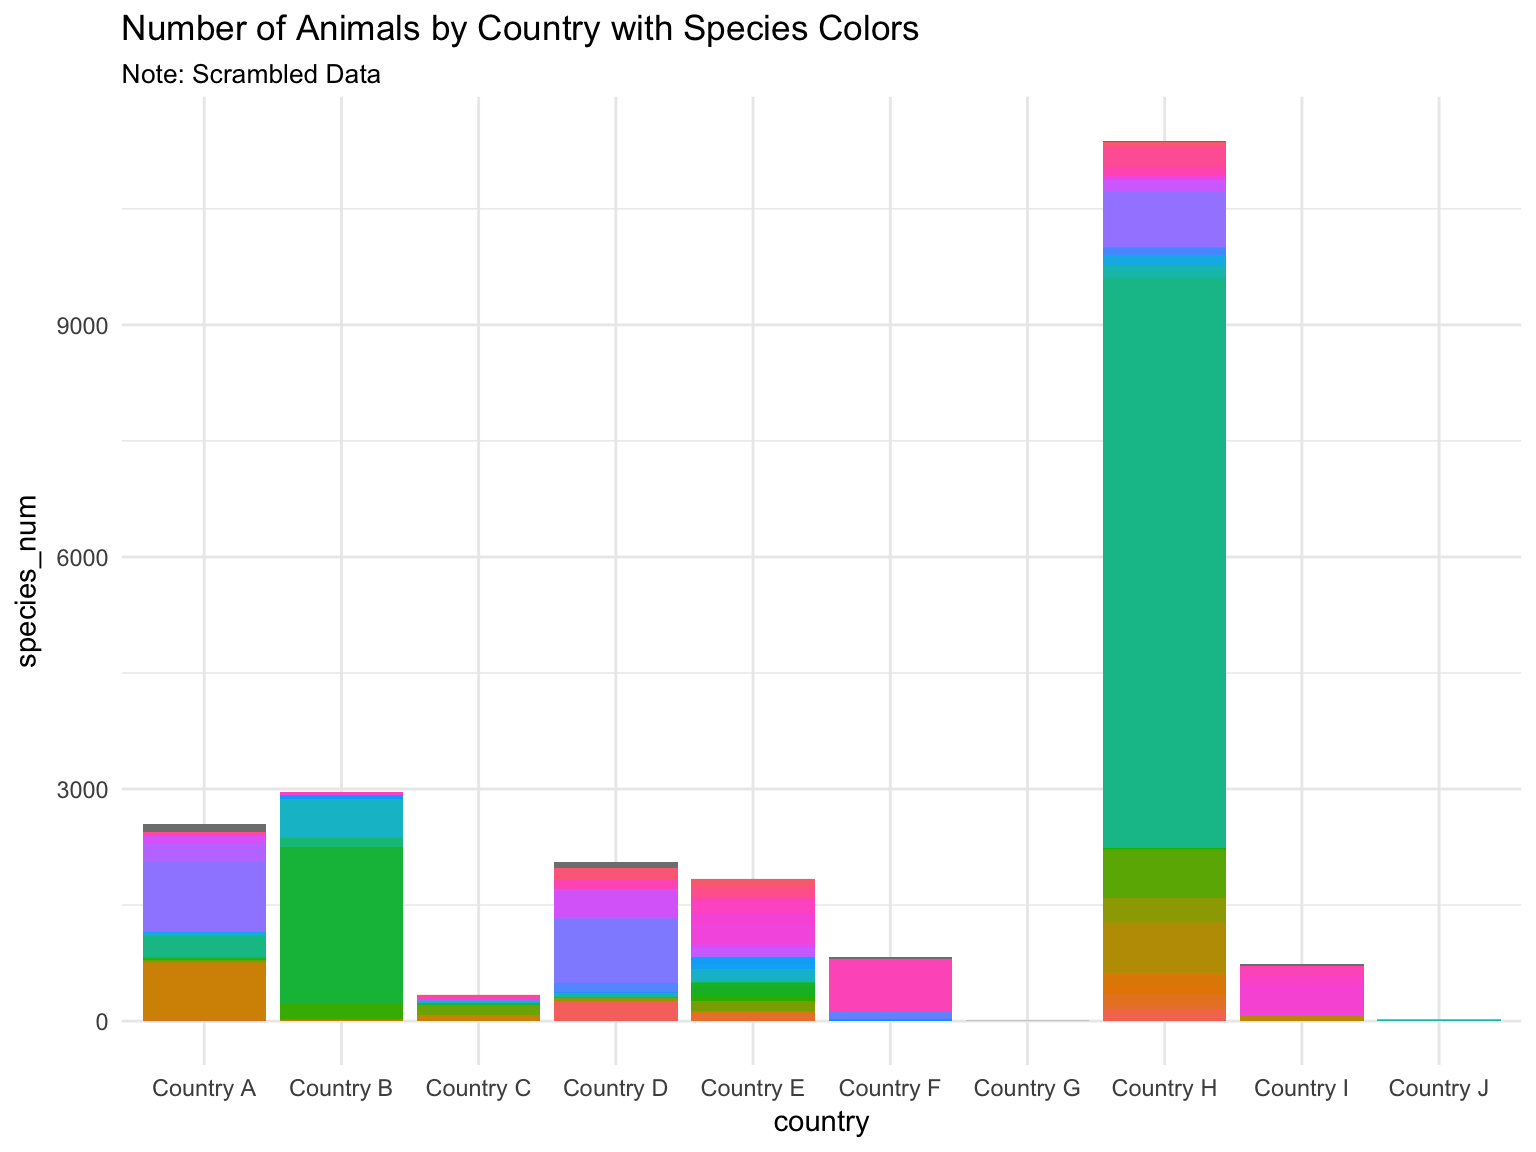 Number of Animals by Country with Species Colors
Note: Scrambled Data
species_num
9000
6000
3000
0
Country A Country B Country C Country D Country E Country F Country G Country H Country I Country J
country